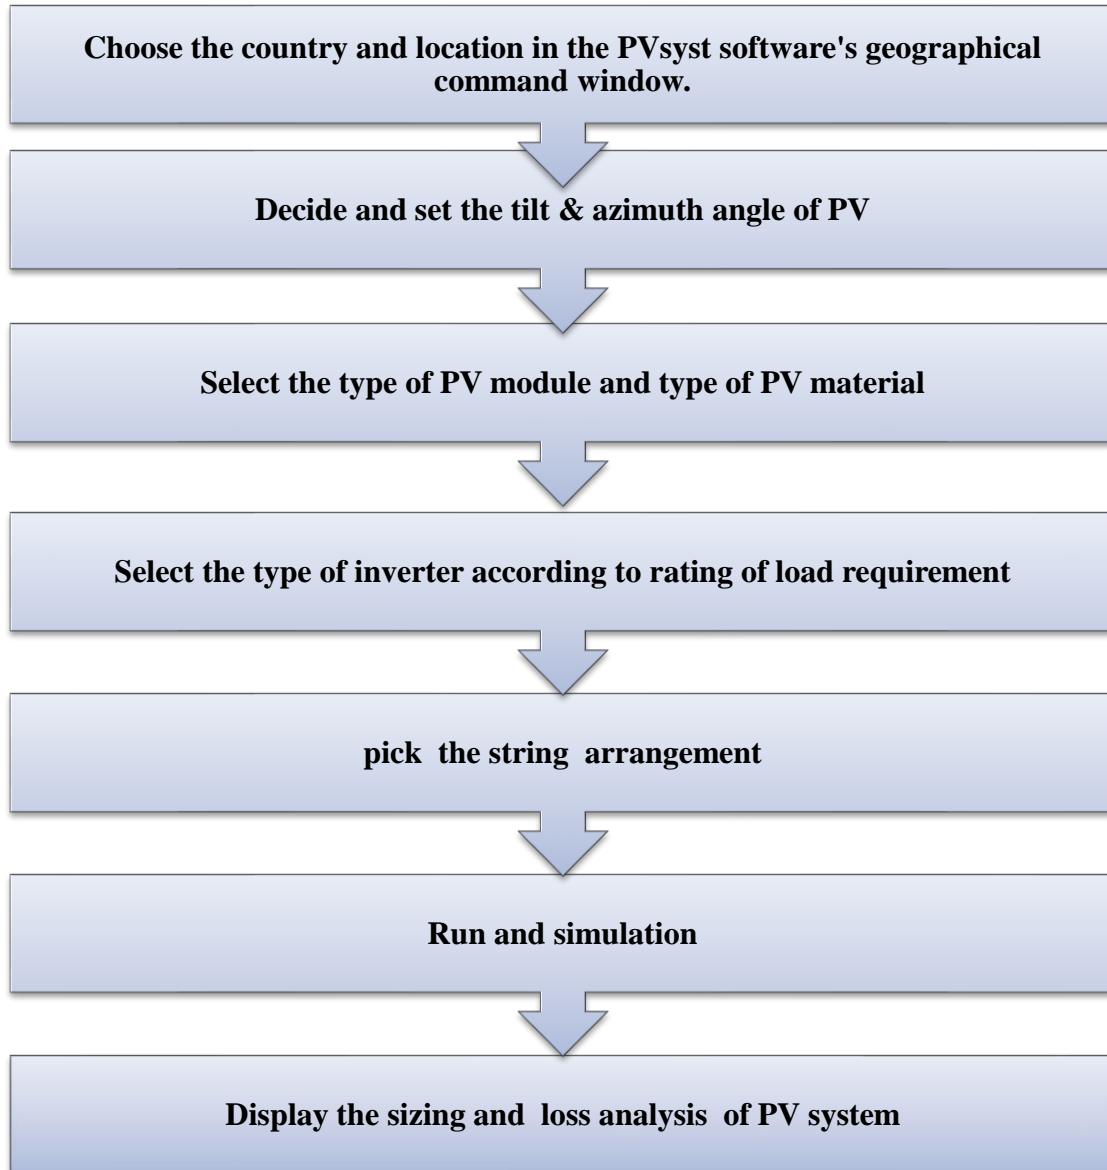 Choose the country and location in the PVsyst software's geographical
command window.
Decide and set the tilt & azimuth angle of PV
Select the type of PV module and type of PV material
Select the type of inverter according to rating of load requirement
pick the string arrangement
Run and simulation
Display the sizing and loss analysis of PV system